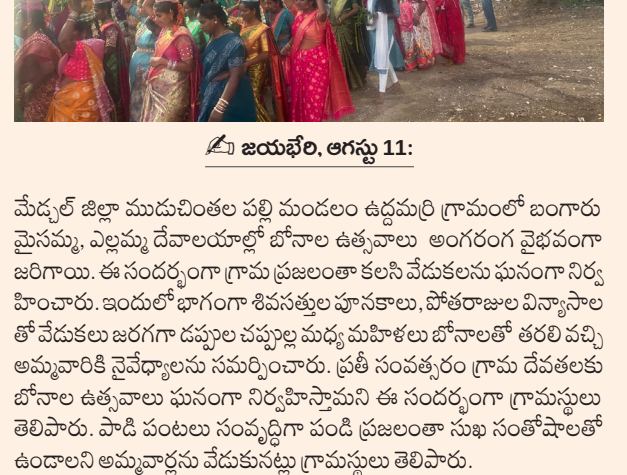 ✍ జయభేరి, ఆగస్టు 11:
మేడ్చల్ జిల్లా ముడుచింతల పల్లి మండలం ఉద్దమర్రి గ్రామంలో బంగారు
మైసమ్మ, ఎల్లమ్మ దేవాలయాల్లో బోనాల ఉత్సవాలు అంగరంగ వైభవంగా
జరిగాయి. ఈ సందర్భంగా గ్రామ ప్రజలంతా కలసి వేడుకలను ఘనంగా నిర్వ
హించారు. ఇందులో భాగంగా శివసత్తుల పూనకాలు, పోతరాజుల విన్యాసాల
తో వేడుకలు జరగగా డప్పుల చప్పుల్ల మధ్య మహిళలు బోనాలతో తరలి వచ్చి
అమ్మవారికి నైవేధ్యాలను సమర్పించారు. ప్రతీ సంవత్సరం గ్రామ దేవతలకు
బోనాల ఉత్సవాలు ఘనంగా నిర్వహిస్తామని ఈ సందర్భంగా గ్రామస్థులు
తెలిపారు. పాడి పంటలు సంవృద్ధిగా పండి ప్రజలంతా సుఖ సంతోషాలతో
ఉండాలని అమ్మవార్లను వేడుకునట్లు గ్రామస్థులు తెలిపారు.